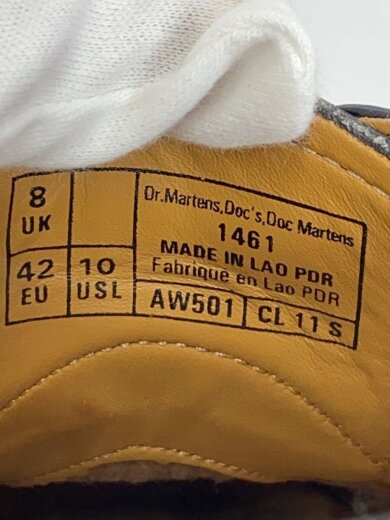 8
UK
42
EU
10
USL
Dr.Martens,Doc's,Doc Martens
1461
MADE IN LAO PDR
Fabriqué en Lao PDR
AW501
CL 11 S